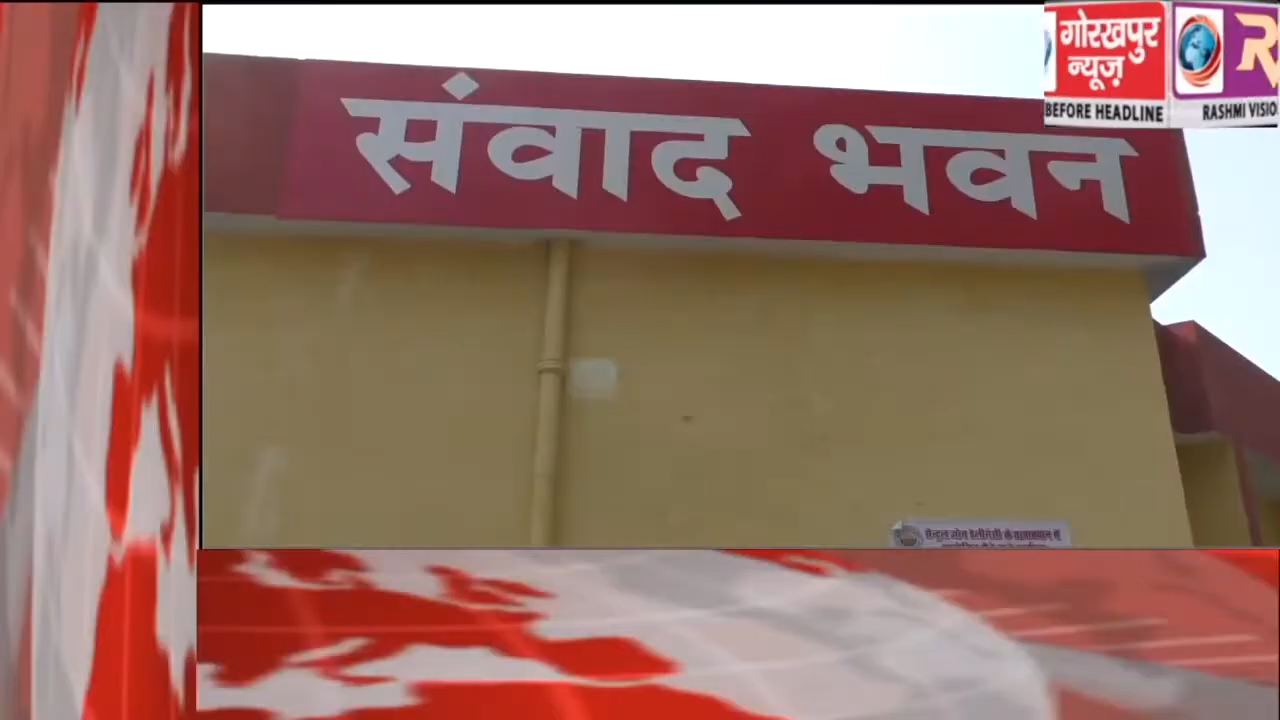 संवाद भवन
गोरखपुर
न्यूज़
BEFORE HEADLINE
R
RASHMI VISIO